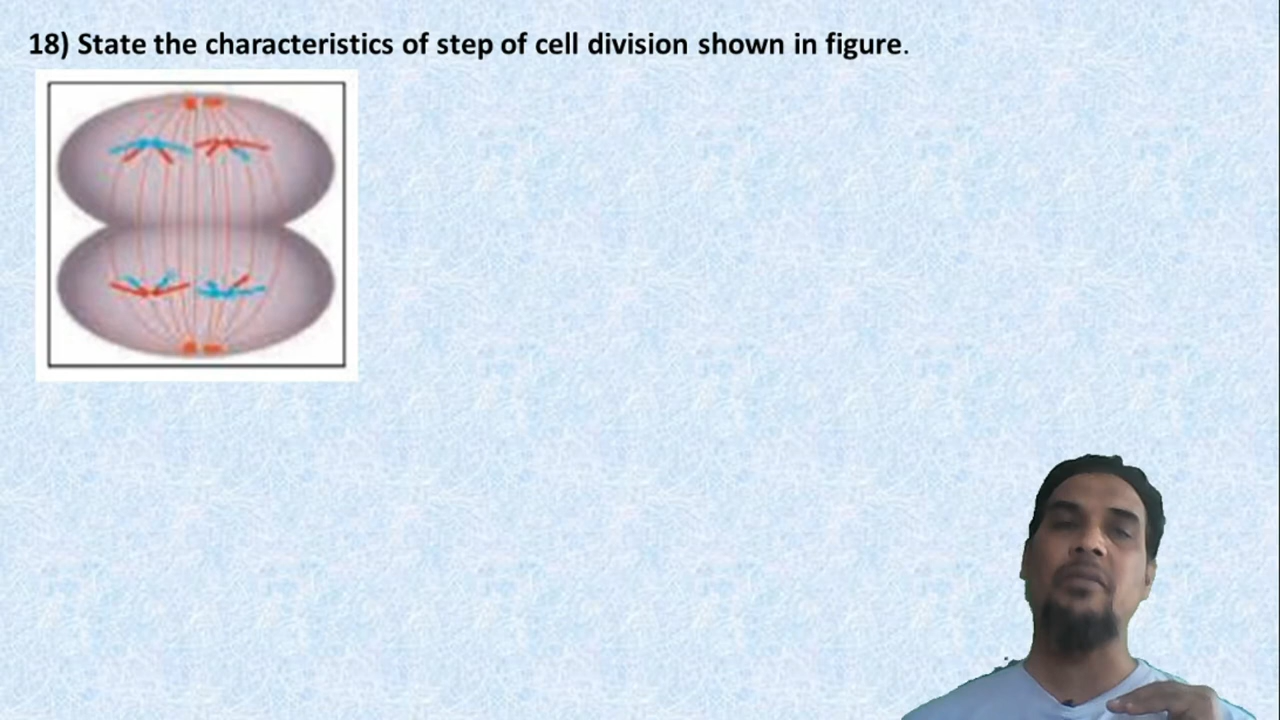 18) State the characteristics of step of cell division shown in figure.